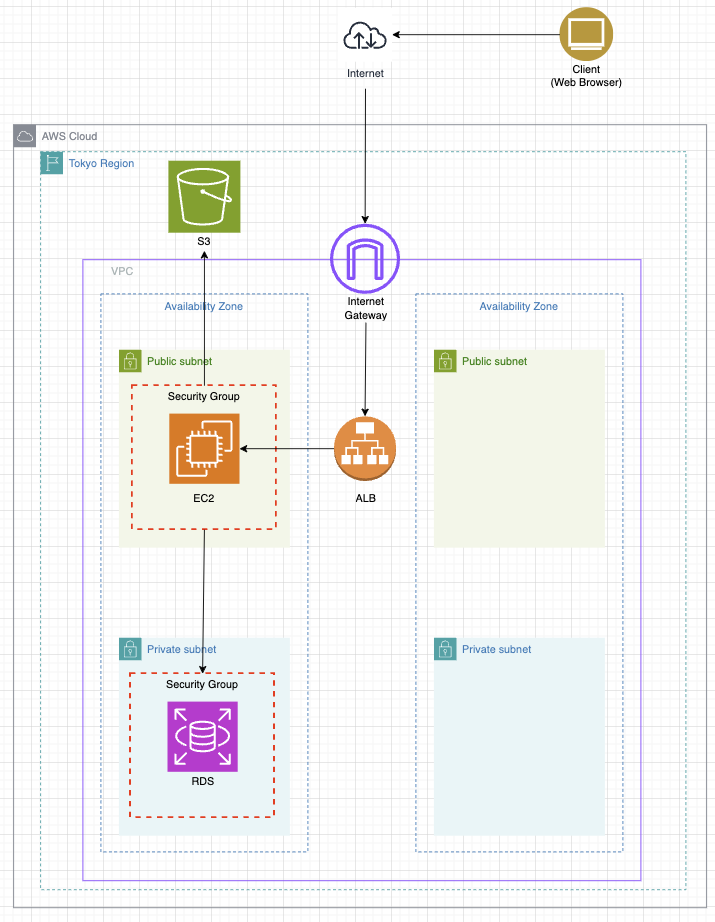 Internet
Client
(Web Browser)
AWS Cloud
Tokyo Region
S3
VPC
Internet
Gateway
Availability Zone
Availability Zone
Public subnet
Public subnet
Security Group
EC2
ALB
Private subnet
Private subnet
Security Group
RDS